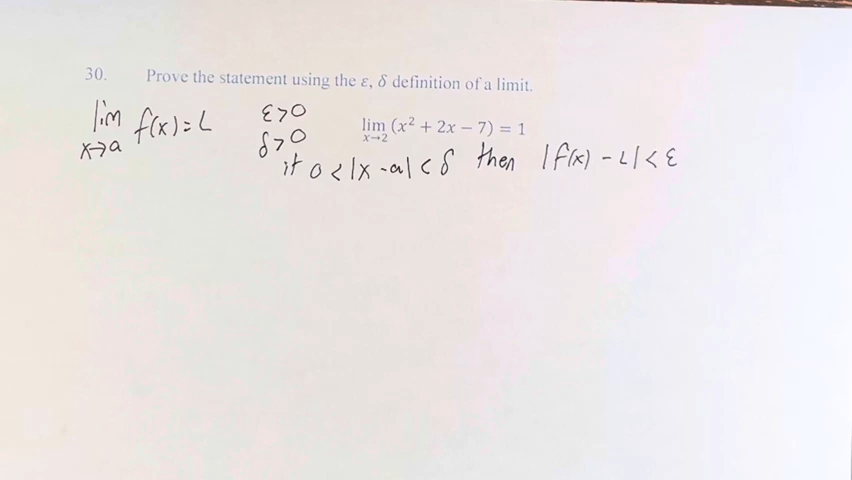 30. Prove the statement using the ε, δ definition of a limit.
lim f(x) = L ε>0
x→a δ>0
lim (x² + 2x − 7) = 1
x→2
if 0 < |x - a| < δ then |f(x) - L| < ε